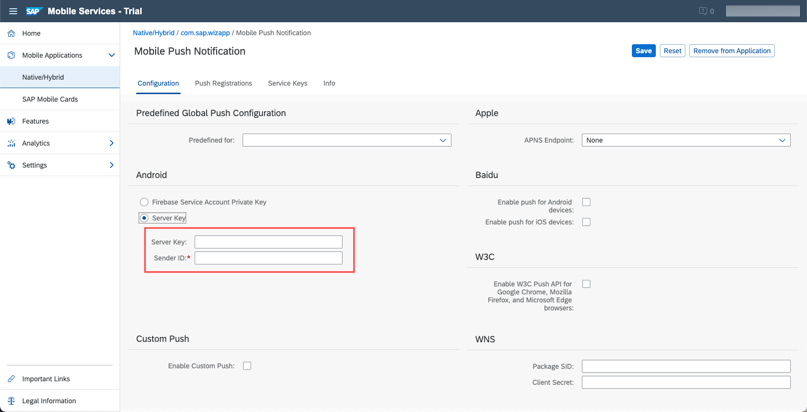 SAP Mobile Services - Trial
0
Home
Mobile Applications
Native/Hybrid
SAP Mobile Cards
Features
Analytics
Settings
Important Links
Legal Information
Native/Hybrid / com.sap.wizapp / Mobile Push Notification
Mobile Push Notification
Save Reset Remove from Application
Configuration Push Registrations Service Keys Info
Predefined Global Push Configuration
Predefined for:
Android
Firebase Service Account Private Key
Server Key
Server Key:
Sender ID:*
Custom Push
Enable Custom Push:
Apple
APNS Endpoint: None
Baidu
Enable push for Android
devices:
Enable push for iOS devices:
W3C
Enable W3C Push API for
Google Chrome, Mozilla
Firefox, and Microsoft Edge
browsers:
WNS
Package SID:
Client Secret: